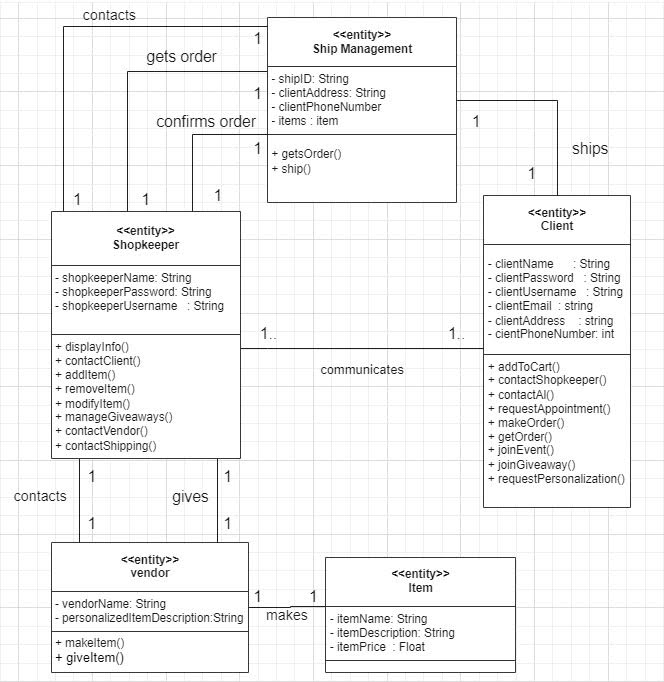 contacts
1
<<entity>>
Ship Management
gets order
- shipID: String
- clientAddress: String
- clientPhoneNumber
- items : item
1
confirms order
1
+ getsOrder()
+ ship()
1
ships
1
1
1
1
<<entity>>
Shopkeeper
- shopkeeperName: String
- shopkeeperPassword: String
- shopkeeperUsername : String
+ displayInfo()
+ contactClient()
+ addItem()
+ removeItem()
+ modifyItem()
+ manageGiveaways()
+ contactVendor()
+ contactShipping()
1..
1..
communicates
<<entity>>
Client
- clientName : String
- clientPassword : String
- clientUsername : String
- clientEmail : string
- clientAddress : string
- cientPhoneNumber: int
+ addToCart()
+ contactShopkeeper()
+ contactAI()
+ requestAppointment()
+ makeOrder()
+ getOrder()
+ joinEvent()
+ joinGiveaway()
+ requestPersonalization()
1
1
contacts
gives
1
1
<<entity>>
vendor
- vendorName: String
- personalizedItemDescription:String
+ makeItem()
+ giveItem()
1
1
makes
<<entity>>
Item
- itemName: String
- itemDescription: String
- itemPrice : Float